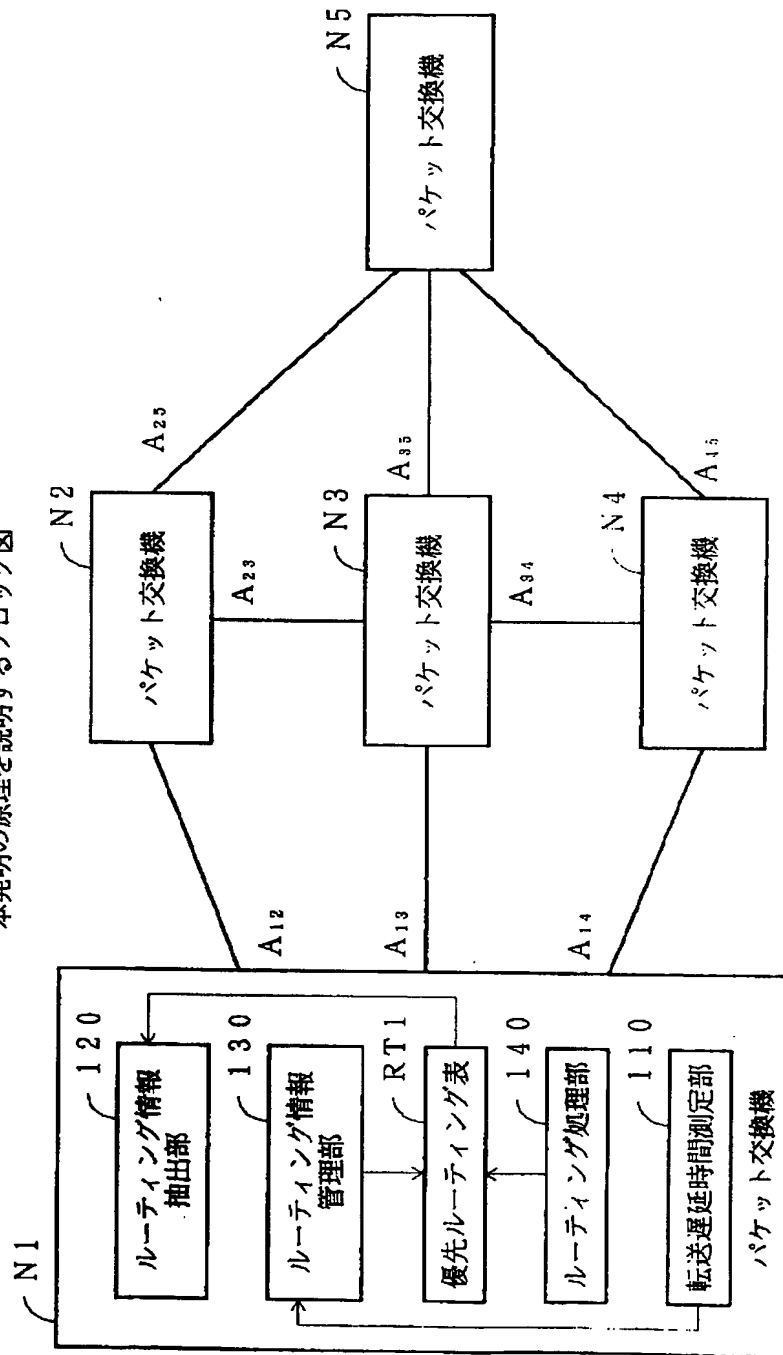 本発明の原理を説明するブロック図
N1
120
ルーティング情報
抽出部
130
ルーティング情報
管理部
RT1
優先ルーティング表
140
ルーティング処理部
110
転送遅延時間測定部
パケット交換機
A12
A13
A14
N2
パケット交換機
A23
A25
N3
パケット交換機
A34
A35
N4
パケット交換機
A45
N5
パケット交換機